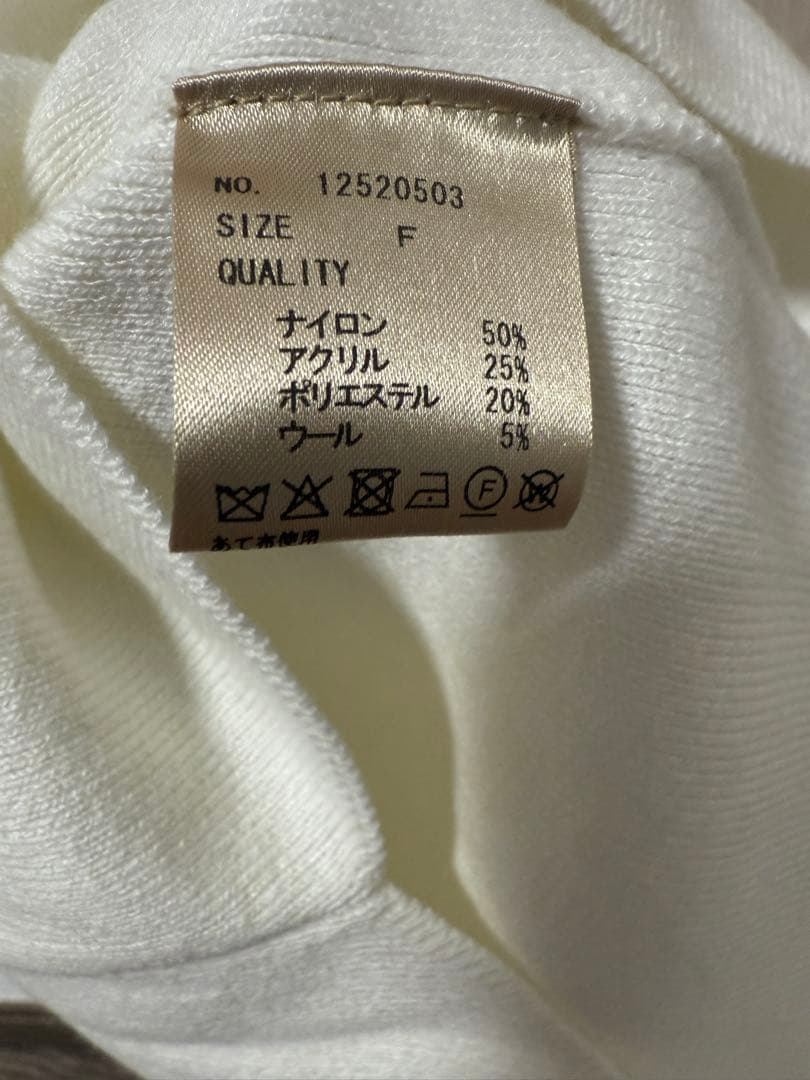 NO. 12520503
SIZE F
QUALITY
ナイロン 50%
アクリル 25%
ポリエステル 20%
ウール 5%
F W
あて布使用